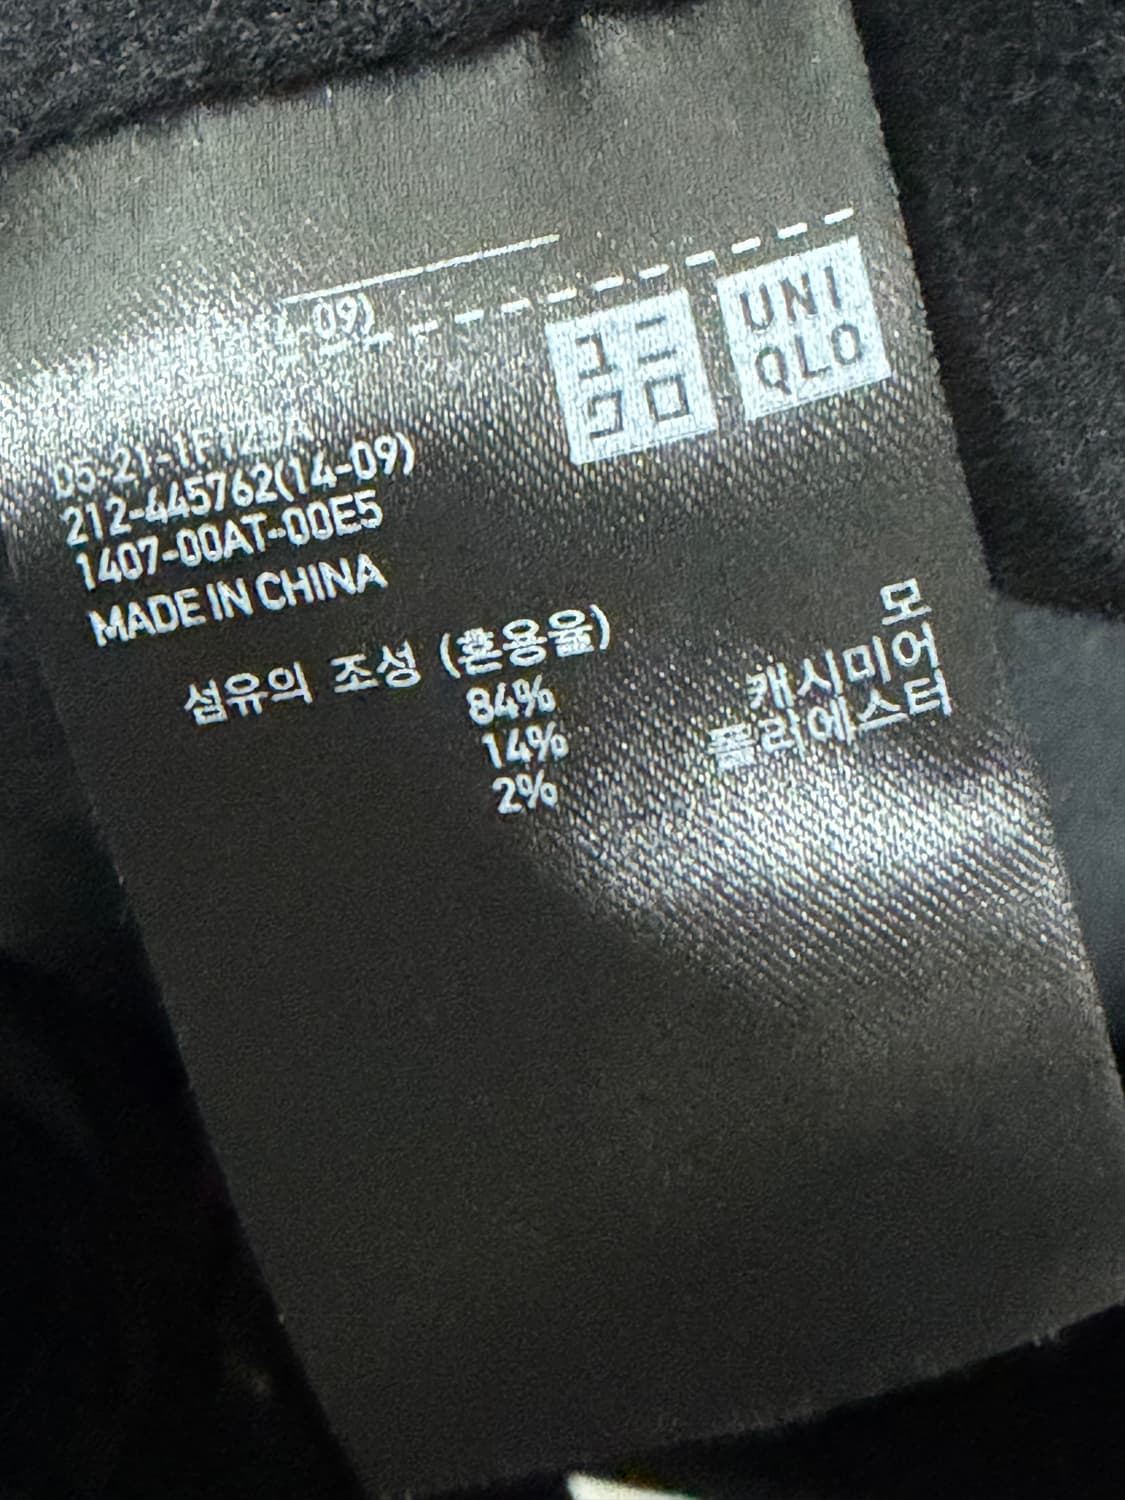 -09)
ユニ
クロ
UNI
QLO
212-445762(14-09)
1407-00AT-00E5
MADE IN CHINA
섬유의 조성 (혼용율)
84% 모
14% 캐시미어
2% 폴리에스터